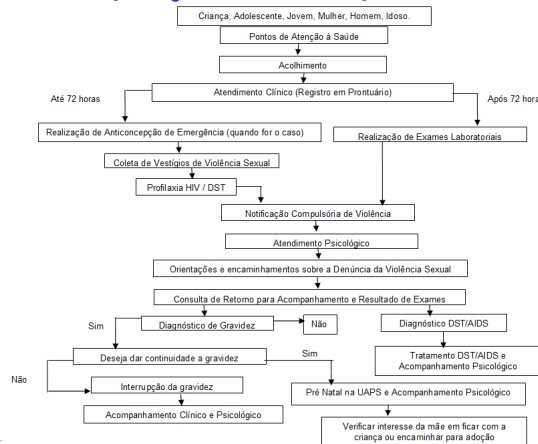 Criança, Adolescente, Jovem, Mulher, Homem, Idoso.
Pontos de Atenção à Saúde
Acolhimento
Atendimento Clínico (Registro em Prontuário)
Até 72 horas
Após 72 hora
Realização de Anticoncepção de Emergência (quando for o caso)
Realização de Exames Laboratoriais
Coleta de Vestígios de Violência Sexual
Profilaxia HIV / DST
Notificação Compulsória de Violência
Atendimento Psicológico
Orientações e encaminhamentos sobre a Denúncia da Violência Sexual
Consulta de Retorno para Acompanhamento e Resultado de Exames
Sim
Diagnóstico de Gravidez
Não
Diagnóstico DST/AIDS
Deseja dar continuidade a gravidez
Sim
Tratamento DST/AIDS e
Acompanhamento Psicológico
Não
Interrupção da gravidez
Pré Natal na UAPS e Acompanhamento Psicológico
Acompanhamento Clínico e Psicológico
Verificar interesse da mãe em ficar com a
criança ou encaminhar para adoção